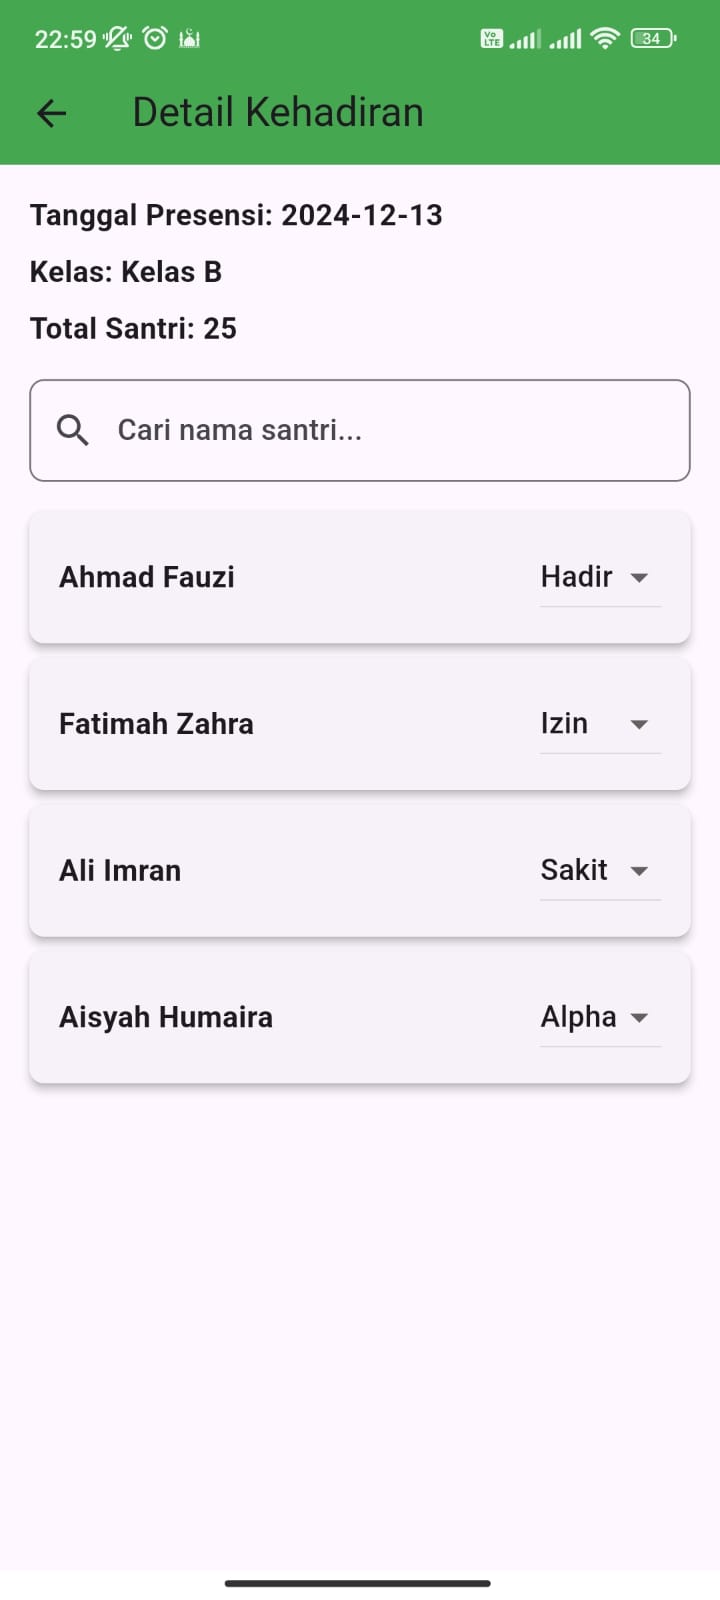 22:59
Vo LTE
34
Detail Kehadiran
Tanggal Presensi: 2024-12-13
Kelas: Kelas B
Total Santri: 25
Cari nama santri...
Ahmad Fauzi Hadir
Fatimah Zahra Izin
Ali Imran Sakit
Aisyah Humaira Alpha